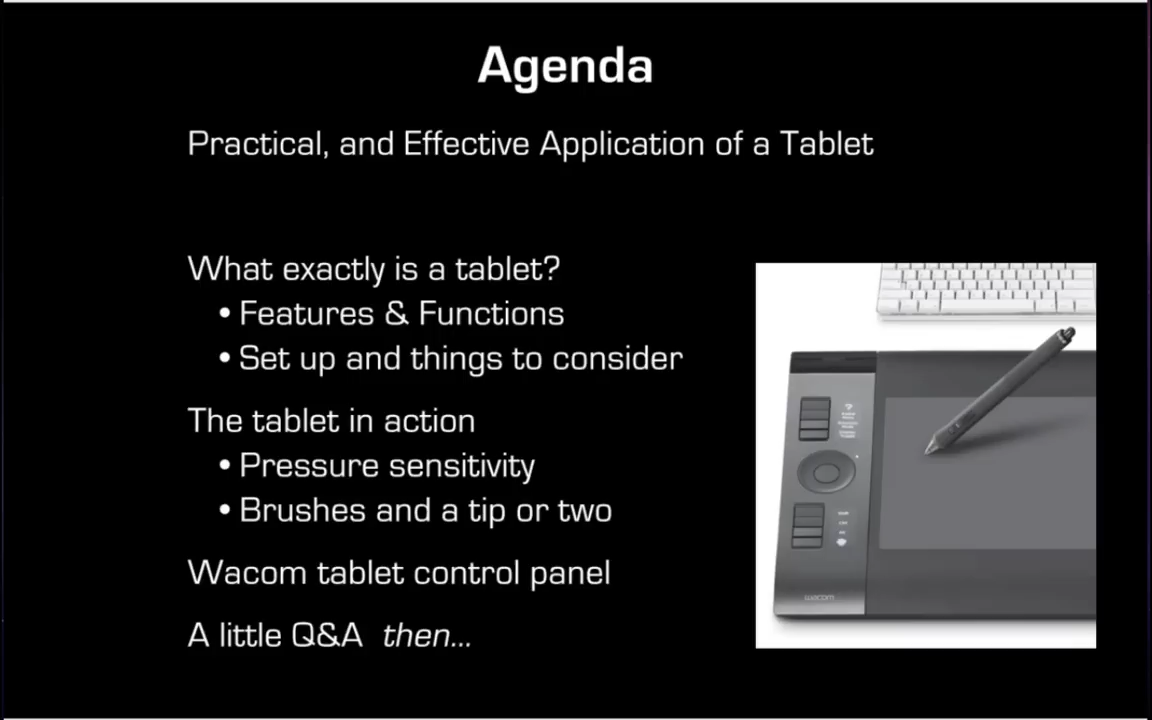 Agenda
Practical, and Effective Application of a Tablet
What exactly is a tablet?
• Features & Functions
• Set up and things to consider
The tablet in action
• Pressure sensitivity
• Brushes and a tip or two
Wacom tablet control panel
A little Q&A then...
wacom